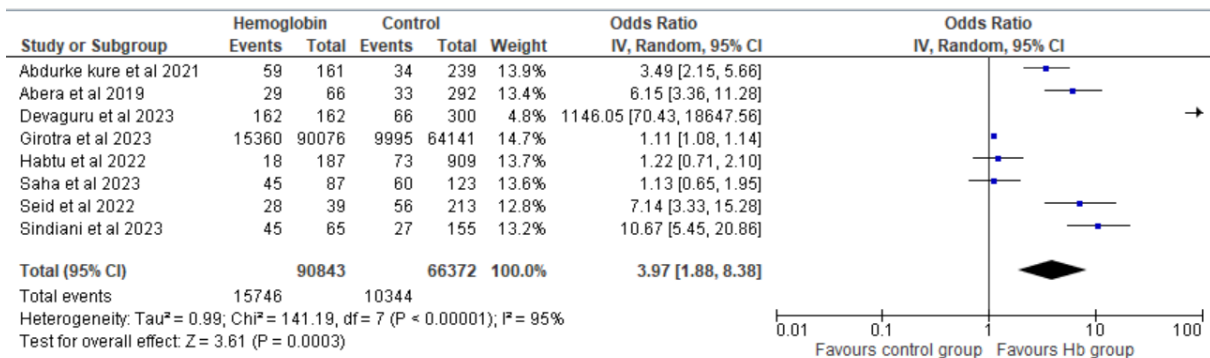 Hemoglobin Control Odds Ratio Odds Ratio
Study or Subgroup Events Total Events Total Weight IV, Random, 95% CI IV, Random, 95% CI
Abdurke kure et al 2021 59 161 34 239 13.9% 3.49 [2.15, 5.66]
Abera et al 2019 29 66 33 292 13.4% 6.15 [3.36, 11.28]
Devaguru et al 2023 162 162 66 300 4.8% 1146.05 [70.43, 18647.56]
Girotra et al 2023 15360 90076 9995 64141 14.7% 1.11 [1.08, 1.14]
Habtu et al 2022 18 187 73 909 13.7% 1.22 [0.71, 2.10]
Saha et al 2023 45 87 60 123 13.6% 1.13 [0.65, 1.95]
Seid et al 2022 28 39 56 213 12.8% 7.14 [3.33, 15.28]
Sindiani et al 2023 45 65 27 155 13.2% 10.67 [5.45, 20.86]
Total (95% CI) 90843 66372 100.0% 3.97 [1.88, 8.38]
Total events 15746 10344
Heterogeneity: Tau² = 0.99; Chi² = 141.19, df = 7 (P < 0.00001); I² = 95%
Test for overall effect: Z = 3.61 (P = 0.0003)
0.01 0.1 1 10 100
Favours control group Favours Hb group